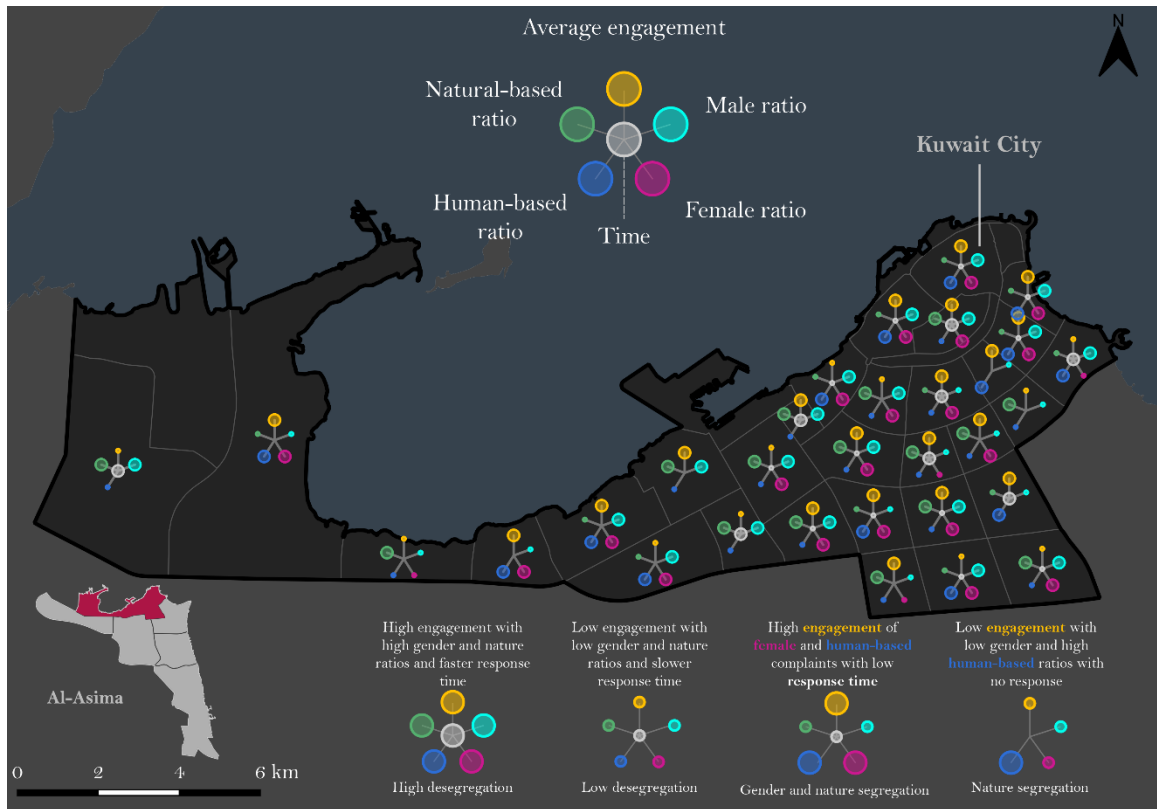 Average engagement
Natural-based
ratio
Male ratio
Human-based
ratio
Female ratio
Time
N
Kuwait City
Al-Asima
0 2 4 6 km
High engagement with
high gender and nature
ratios and faster response
time
High desegregation
Low engagement with
low gender and nature
ratios and slower
response time
Low desegregation
High engagement of
female and human-based
complaints with low
response time
Gender and nature segregation
Low engagement with
low gender and high
human-based ratios with
no response
Nature segregation